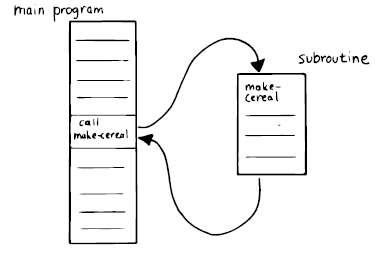 main program
subroutine
make-
cereal
call
make-cereal